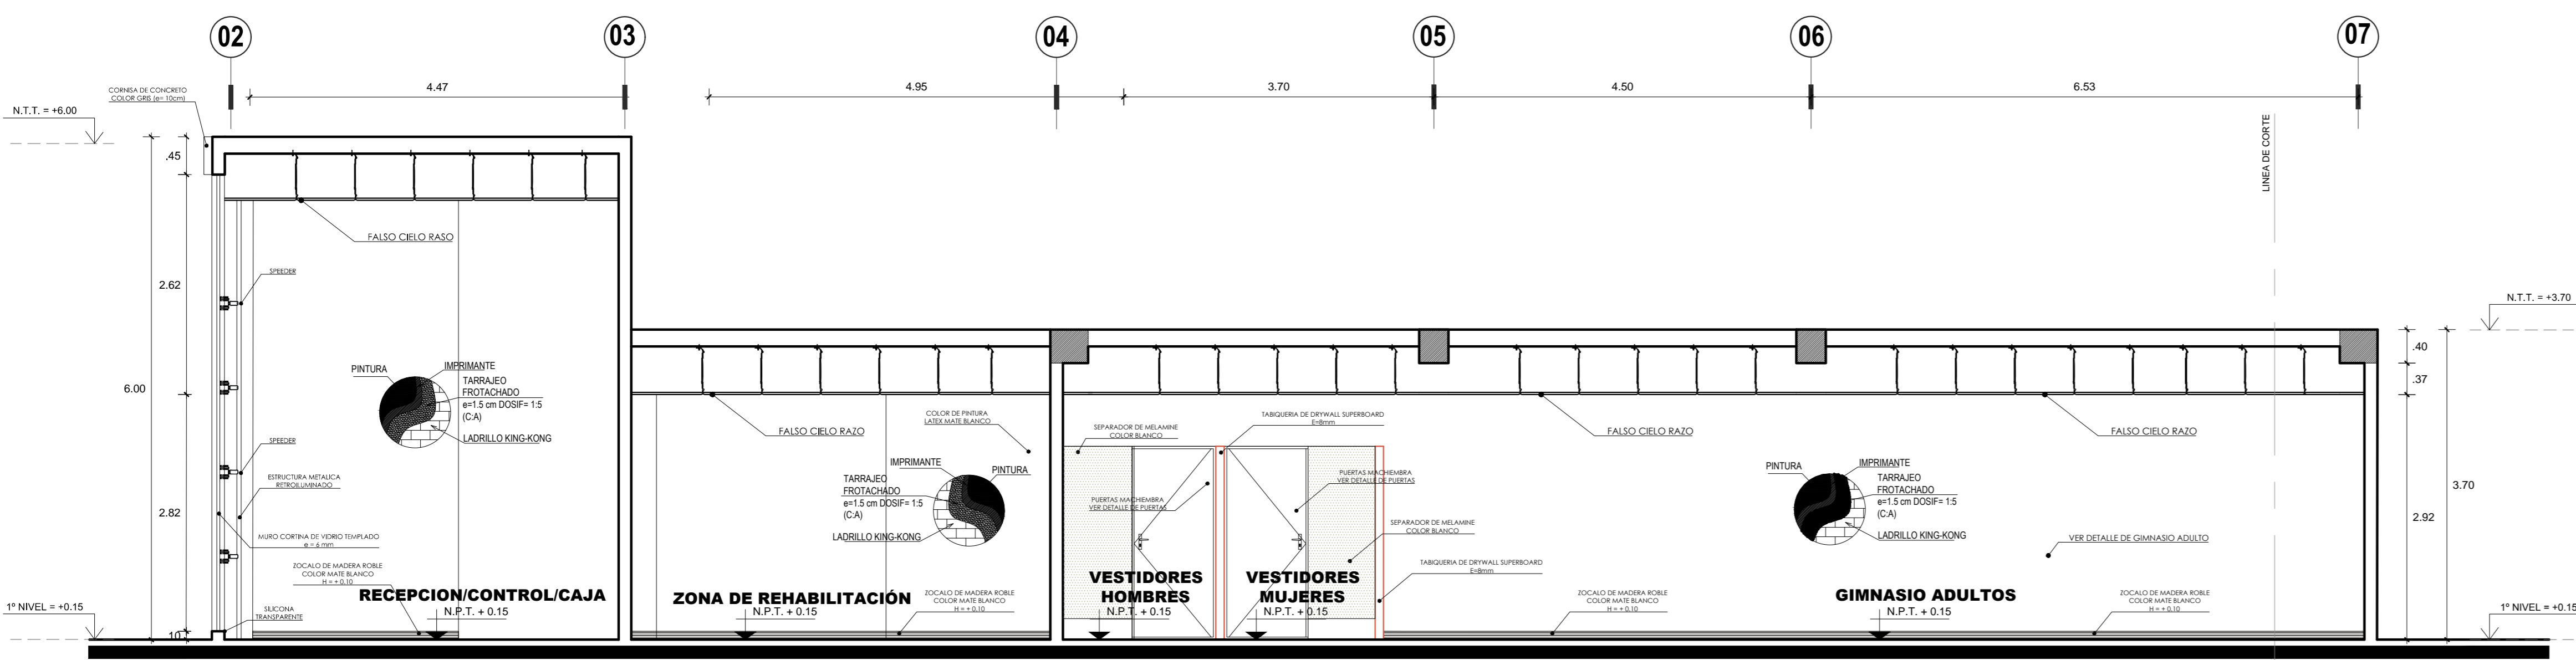 02
03
04
05
06
07
4.47
4.95
3.70
4.50
6.53
CORNISA DE CONCRETO
COLOR GRIS (e= 10cm)
N.T.T. = +6.00
LINEA DE CORTE
.45
FALSO CIELO RASO
SPEEDER
2.62
N.T.T. = +3.70
.40
.37
6.00
PINTURA
IMPRIMANTE
TARRAJEO
FROTACHADO
e=1.5 cm DOSIF= 1:5
(C:A)
LADRILLO KING-KONG
SPEEDER
ESTRUCTURA METALICA
RETROILUMINADO
2.82
MURO CORTINA DE VIDRIO TEMPLADO
e = 6 mm
ZOCALO DE MADERA ROBLE
COLOR MATE BLANCO
H = + 0.10
RECEPCION/CONTROL/CAJA
N.P.T. + 0.15
SILICONA
TRANSPARENTE
1º NIVEL = +0.15
.10
FALSO CIELO RAZO
COLOR DE PINTURA
LATEX MATE BLANCO
IMPRIMANTE
PINTURA
TARRAJEO
FROTACHADO
e=1.5 cm DOSIF= 1:5
(C:A)
LADRILLO KING-KONG
ZONA DE REHABILITACIÓN
N.P.T. + 0.15
ZOCALO DE MADERA ROBLE
COLOR MATE BLANCO
H = + 0.10
SEPARADOR DE MELAMINE
COLOR BLANCO
TABIQUERIA DE DRYWALL SUPERBOARD
E=8mm
PUERTAS MACHIEMBRA
VER DETALLE DE PUERTAS
PUERTAS MACHIEMBRA
VER DETALLE DE PUERTAS
SEPARADOR DE MELAMINE
COLOR BLANCO
TABIQUERIA DE DRYWALL SUPERBOARD
E=8mm
VESTIDORES
HOMBRES
N.P.T. + 0.15
VESTIDORES
MUJERES
N.P.T. + 0.15
FALSO CIELO RAZO
FALSO CIELO RAZO
PINTURA
IMPRIMANTE
TARRAJEO
FROTACHADO
e=1.5 cm DOSIF= 1:5
(C:A)
LADRILLO KING-KONG
VER DETALLE DE GIMNASIO ADULTO
ZOCALO DE MADERA ROBLE
COLOR MATE BLANCO
H = + 0.10
GIMNASIO ADULTOS
N.P.T. + 0.15
ZOCALO DE MADERA ROBLE
COLOR MATE BLANCO
H = + 0.10
3.70
2.92
1º NIVEL = +0.15